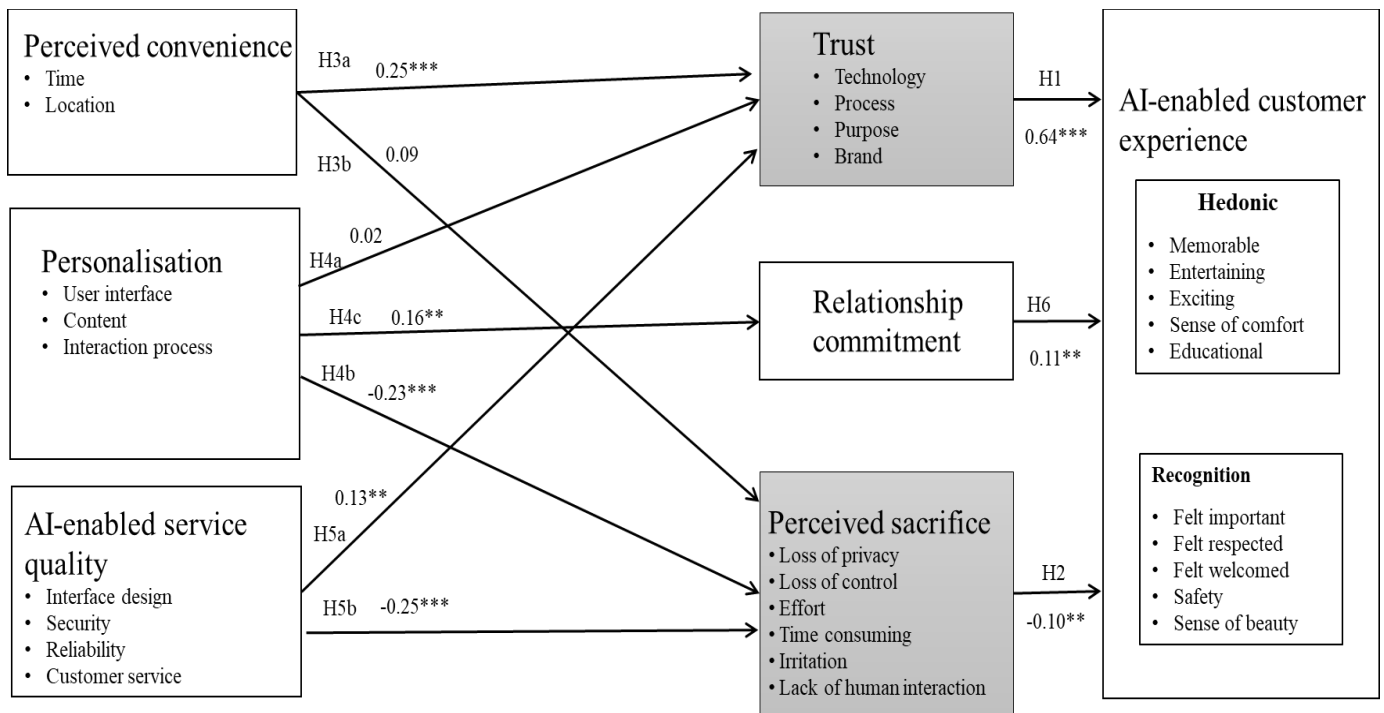 Perceived convenience
• Time
• Location
H3a
0.25***
H3b
0.09
Personalisation
• User interface
• Content
• Interaction process
0.02
H4a
H4c
0.16**
H4b
-0.23***
AI-enabled service
quality
• Interface design
• Security
• Reliability
• Customer service
0.13**
H5a
H5b
-0.25***
Trust
• Technology
• Process
• Purpose
• Brand
H1
0.64***
Relationship
commitment
H6
0.11**
Perceived sacrifice
• Loss of privacy
• Loss of control
• Effort
• Time consuming
• Irritation
• Lack of human interaction
H2
-0.10**
AI-enabled customer
experience
Hedonic
• Memorable
• Entertaining
• Exciting
• Sense of comfort
• Educational
Recognition
• Felt important
• Felt respected
• Felt welcomed
• Safety
• Sense of beauty